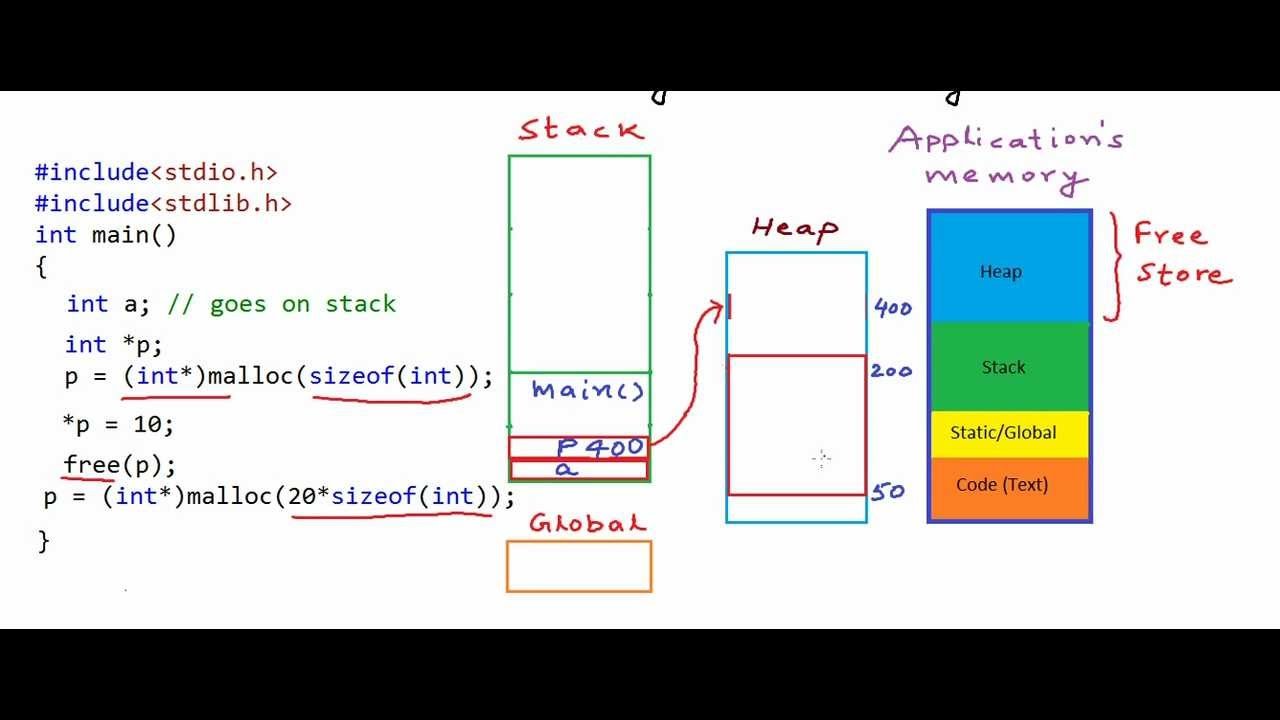 #include<stdio.h>
#include<stdlib.h>
int main()
{
int a; // goes on stack
int *p;
p = (int*)malloc(sizeof(int));
*p = 10;
free(p);
p = (int*)malloc(20*sizeof(int));
}
Stack
main()
P 400
a
Global
Heap
400
200
50
Application's
memory
Heap
Stack
Static/Global
Code (Text)
Free
Store